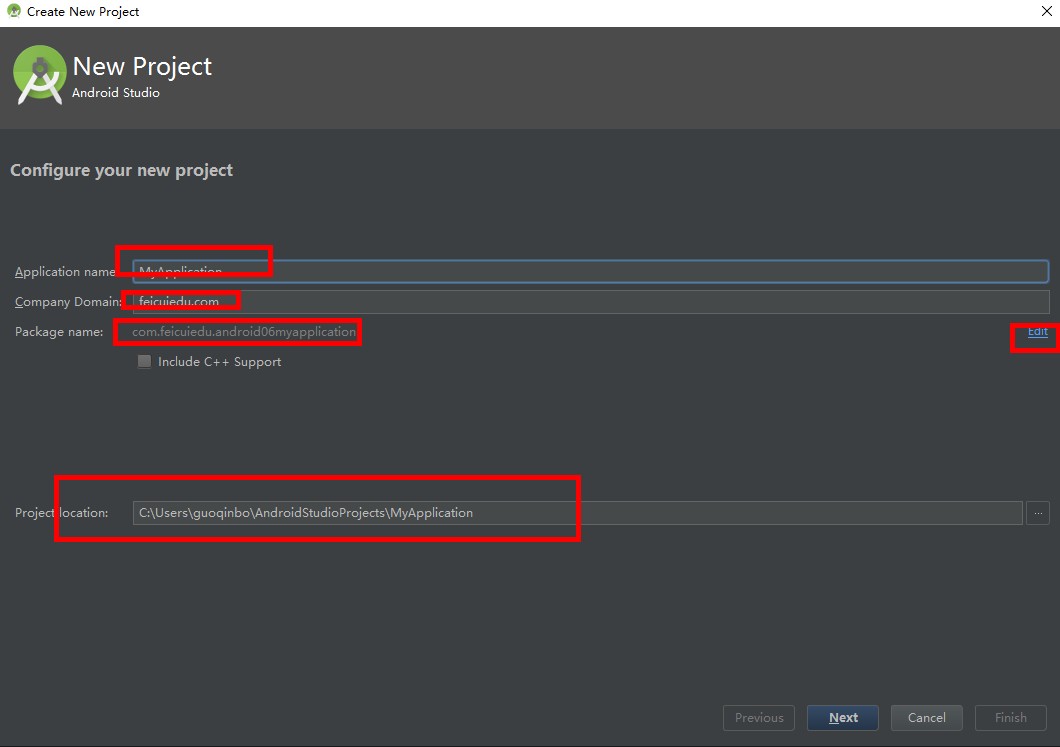 Create New Project
New Project
Android Studio
Configure your new project
Application name
MyApplication
Company Domain:
feicuiedu.com
Package name:
com.feicuiedu.android06myapplication
Edit
Include C++ Support
Project location:
C:\Users\guoqinbo\AndroidStudioProjects\MyApplication
...
Previous
Next
Cancel
Finish